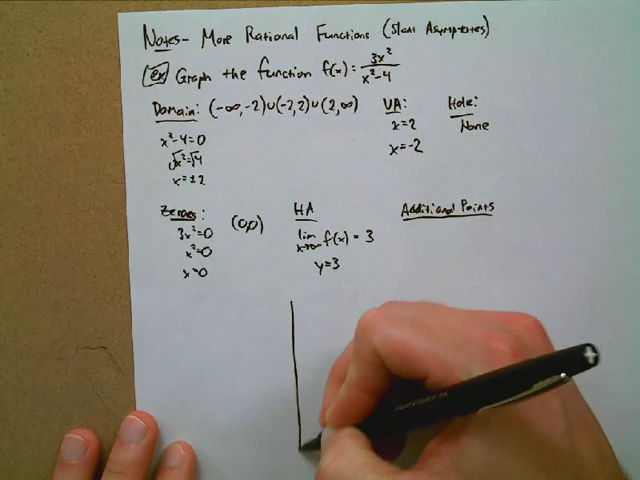 Notes- More Rational Functions (Slant Asymptotes)
ex Graph the function f(x) = 3x²/x²-4
Domain: (-∞,-2)∪(-2,2)∪(2,∞)
x²-4=0
√x²=√4
x=±2
VA:
x=2
x=-2
Hole:
None
Zeroes:
3x²=0
x²=0
x=0
(0,0)
HA
lim x→∞ f(x) = 3
y=3
Additional Points